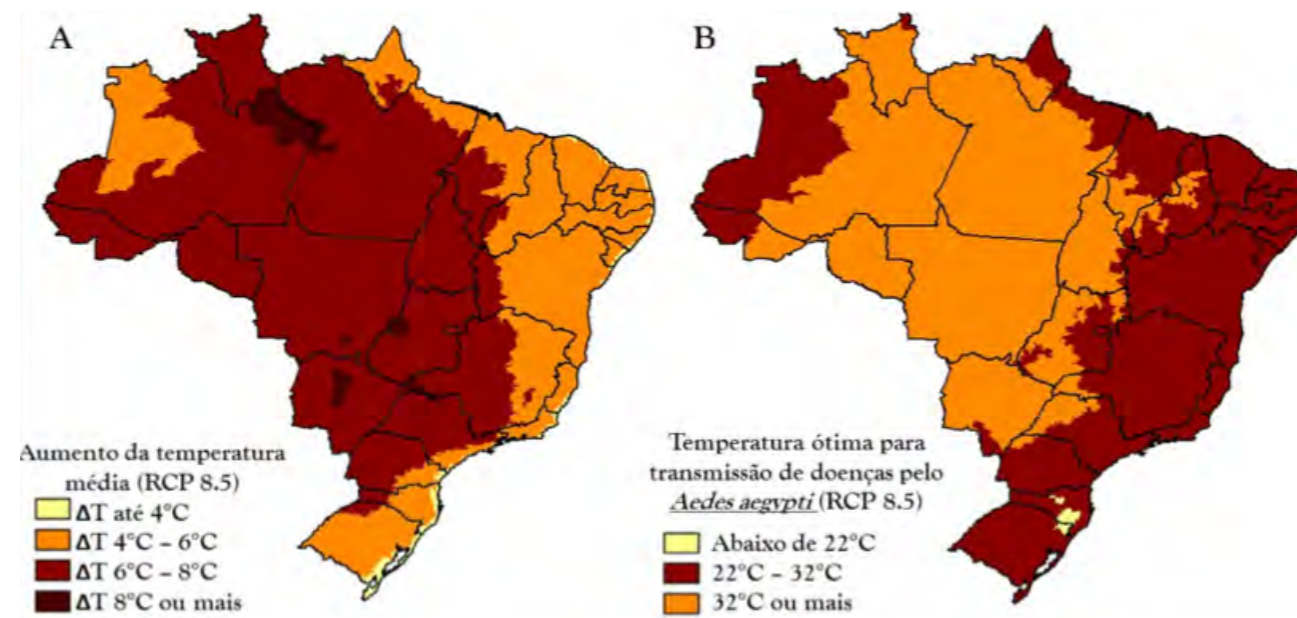 A
Aumento da temperatura
média (RCP 8.5)
ΔT até 4°C
ΔT 4°C – 6°C
ΔT 6°C – 8°C
ΔT 8°C ou mais
B
Temperatura ótima para
transmissão de doenças pelo
Aedes aegypti (RCP 8.5)
Abaixo de 22°C
22°C – 32°C
32°C ou mais